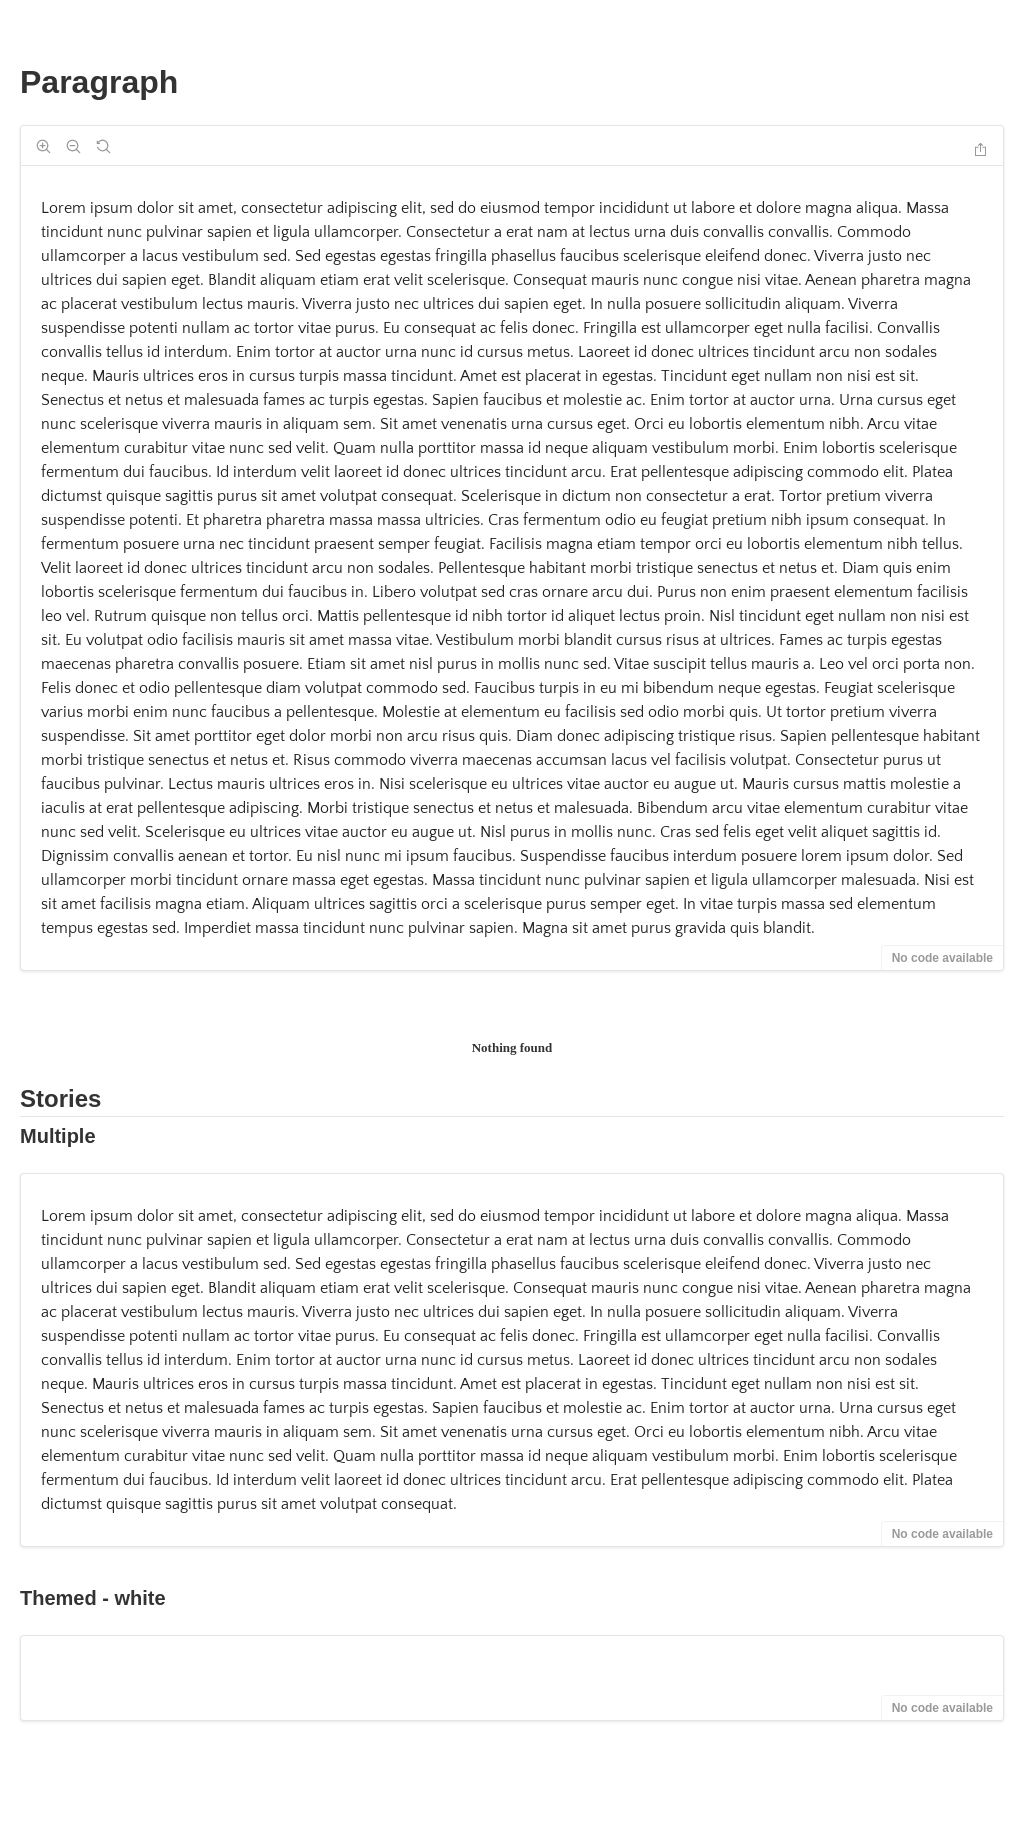 Paragraph
Lorem ipsum dolor sit amet, consectetur adipiscing elit, sed do eiusmod tempor incididunt ut labore et dolore magna aliqua. Massa
tincidunt nunc pulvinar sapien et ligula ullamcorper. Consectetur a erat nam at lectus urna duis convallis convallis. Commodo
ullamcorper a lacus vestibulum sed. Sed egestas egestas fringilla phasellus faucibus scelerisque eleifend donec. Viverra justo nec
ultrices dui sapien eget. Blandit aliquam etiam erat velit scelerisque. Consequat mauris nunc congue nisi vitae. Aenean pharetra magna
ac placerat vestibulum lectus mauris. Viverra justo nec ultrices dui sapien eget. In nulla posuere sollicitudin aliquam. Viverra
suspendisse potenti nullam ac tortor vitae purus. Eu consequat ac felis donec. Fringilla est ullamcorper eget nulla facilisi. Convallis
convallis tellus id interdum. Enim tortor at auctor urna nunc id cursus metus. Laoreet id donec ultrices tincidunt arcu non sodales
neque. Mauris ultrices eros in cursus turpis massa tincidunt. Amet est placerat in egestas. Tincidunt eget nullam non nisi est sit.
Senectus et netus et malesuada fames ac turpis egestas. Sapien faucibus et molestie ac. Enim tortor at auctor urna. Urna cursus eget
nunc scelerisque viverra mauris in aliquam sem. Sit amet venenatis urna cursus eget. Orci eu lobortis elementum nibh. Arcu vitae
elementum curabitur vitae nunc sed velit. Quam nulla porttitor massa id neque aliquam vestibulum morbi. Enim lobortis scelerisque
fermentum dui faucibus. Id interdum velit laoreet id donec ultrices tincidunt arcu. Erat pellentesque adipiscing commodo elit. Platea
dictumst quisque sagittis purus sit amet volutpat consequat. Scelerisque in dictum non consectetur a erat. Tortor pretium viverra
suspendisse potenti. Et pharetra pharetra massa massa ultricies. Cras fermentum odio eu feugiat pretium nibh ipsum consequat. In
fermentum posuere urna nec tincidunt praesent semper feugiat. Facilisis magna etiam tempor orci eu lobortis elementum nibh tellus.
Velit laoreet id donec ultrices tincidunt arcu non sodales. Pellentesque habitant morbi tristique senectus et netus et. Diam quis enim
lobortis scelerisque fermentum dui faucibus in. Libero volutpat sed cras ornare arcu dui. Purus non enim praesent elementum facilisis
leo vel. Rutrum quisque non tellus orci. Mattis pellentesque id nibh tortor id aliquet lectus proin. Nisl tincidunt eget nullam non nisi est
sit. Eu volutpat odio facilisis mauris sit amet massa vitae. Vestibulum morbi blandit cursus risus at ultrices. Fames ac turpis egestas
maecenas pharetra convallis posuere. Etiam sit amet nisl purus in mollis nunc sed. Vitae suscipit tellus mauris a. Leo vel orci porta non.
Felis donec et odio pellentesque diam volutpat commodo sed. Faucibus turpis in eu mi bibendum neque egestas. Feugiat scelerisque
varius morbi enim nunc faucibus a pellentesque. Molestie at elementum eu facilisis sed odio morbi quis. Ut tortor pretium viverra
suspendisse. Sit amet porttitor eget dolor morbi non arcu risus quis. Diam donec adipiscing tristique risus. Sapien pellentesque habitant
morbi tristique senectus et netus et. Risus commodo viverra maecenas accumsan lacus vel facilisis volutpat. Consectetur purus ut
faucibus pulvinar. Lectus mauris ultrices eros in. Nisi scelerisque eu ultrices vitae auctor eu augue ut. Mauris cursus mattis molestie a
iaculis at erat pellentesque adipiscing. Morbi tristique senectus et netus et malesuada. Bibendum arcu vitae elementum curabitur vitae
nunc sed velit. Scelerisque eu ultrices vitae auctor eu augue ut. Nisl purus in mollis nunc. Cras sed felis eget velit aliquet sagittis id.
Dignissim convallis aenean et tortor. Eu nisl nunc mi ipsum faucibus. Suspendisse faucibus interdum posuere lorem ipsum dolor. Sed
ullamcorper morbi tincidunt ornare massa eget egestas. Massa tincidunt nunc pulvinar sapien et ligula ullamcorper malesuada. Nisi est
sit amet facilisis magna etiam. Aliquam ultrices sagittis orci a scelerisque purus semper eget. In vitae turpis massa sed elementum
tempus egestas sed. Imperdiet massa tincidunt nunc pulvinar sapien. Magna sit amet purus gravida quis blandit.
No code available
Nothing found
Stories
Multiple
Lorem ipsum dolor sit amet, consectetur adipiscing elit, sed do eiusmod tempor incididunt ut labore et dolore magna aliqua. Massa
tincidunt nunc pulvinar sapien et ligula ullamcorper. Consectetur a erat nam at lectus urna duis convallis convallis. Commodo
ullamcorper a lacus vestibulum sed. Sed egestas egestas fringilla phasellus faucibus scelerisque eleifend donec. Viverra justo nec
ultrices dui sapien eget. Blandit aliquam etiam erat velit scelerisque. Consequat mauris nunc congue nisi vitae. Aenean pharetra magna
ac placerat vestibulum lectus mauris. Viverra justo nec ultrices dui sapien eget. In nulla posuere sollicitudin aliquam. Viverra
suspendisse potenti nullam ac tortor vitae purus. Eu consequat ac felis donec. Fringilla est ullamcorper eget nulla facilisi. Convallis
convallis tellus id interdum. Enim tortor at auctor urna nunc id cursus metus. Laoreet id donec ultrices tincidunt arcu non sodales
neque. Mauris ultrices eros in cursus turpis massa tincidunt. Amet est placerat in egestas. Tincidunt eget nullam non nisi est sit.
Senectus et netus et malesuada fames ac turpis egestas. Sapien faucibus et molestie ac. Enim tortor at auctor urna. Urna cursus eget
nunc scelerisque viverra mauris in aliquam sem. Sit amet venenatis urna cursus eget. Orci eu lobortis elementum nibh. Arcu vitae
elementum curabitur vitae nunc sed velit. Quam nulla porttitor massa id neque aliquam vestibulum morbi. Enim lobortis scelerisque
fermentum dui faucibus. Id interdum velit laoreet id donec ultrices tincidunt arcu. Erat pellentesque adipiscing commodo elit. Platea
dictumst quisque sagittis purus sit amet volutpat consequat.
No code available
Themed - white
No code available